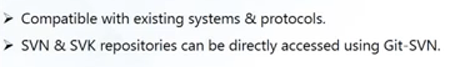 ➤ Compatible with existing systems & protocols.
➤ SVN & SVK repositories can be directly accessed using Git-SVN.